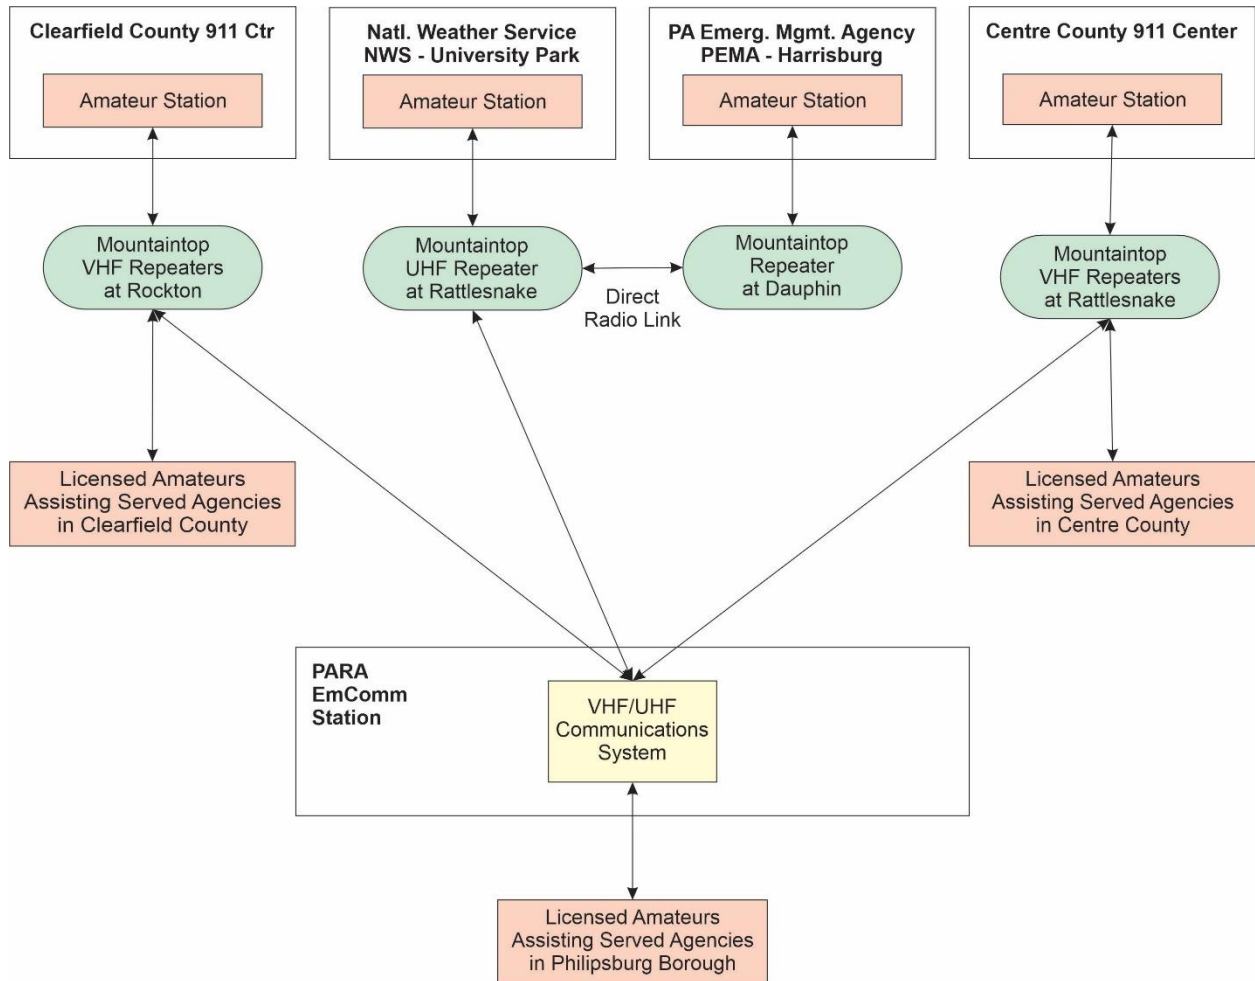 Clearfield County 911 Ctr
Amateur Station
Natl. Weather Service
NWS - University Park
Amateur Station
PA Emerg. Mgmt. Agency
PEMA - Harrisburg
Amateur Station
Centre County 911 Center
Amateur Station
Mountaintop
VHF Repeaters
at Rockton
Mountaintop
UHF Repeater
at Rattlesnake
Direct
Radio Link
Mountaintop
Repeater
at Dauphin
Mountaintop
VHF Repeaters
at Rattlesnake
Licensed Amateurs
Assisting Served Agencies
in Clearfield County
Licensed Amateurs
Assisting Served Agencies
in Centre County
PARA
EmComm
Station
VHF/UHF
Communications
System
Licensed Amateurs
Assisting Served Agencies
in Philipsburg Borough